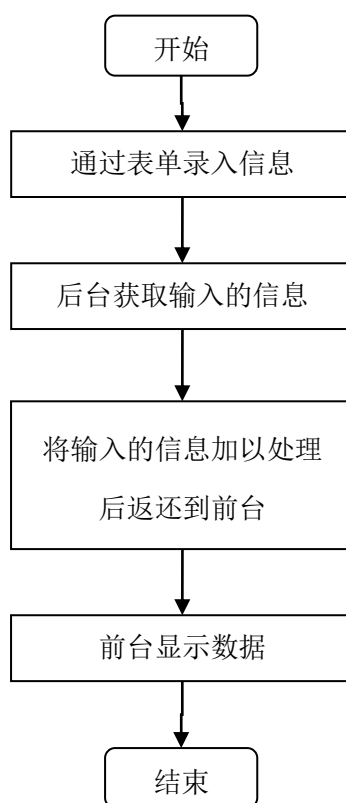 开始
通过表单录入信息
后台获取输入的信息
将输入的信息加以处理
后返还到前台
前台显示数据
结束